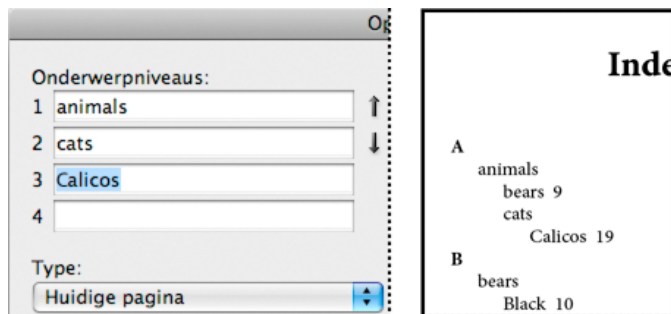 Onderwerpniveaus:
1 animals
2 cats
3 Calicos
4
Type:
Huidige pagina
A
animals
bears 9
cats
Calicos 19
B
bears
Black 10